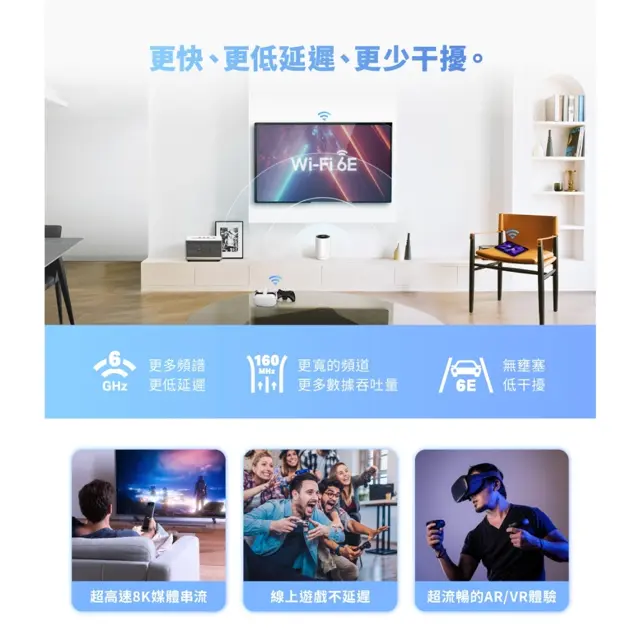 更快、更低延遲、更少干擾。
Wi-Fi 6E
6
GHz
更多頻譜
更低延遲
160
MHz
更寬的頻道
更多數據吞吐量
6E
無壅塞
低干擾
超高速8K媒體串流
線上遊戲不延遲
超流暢的AR/VR體驗